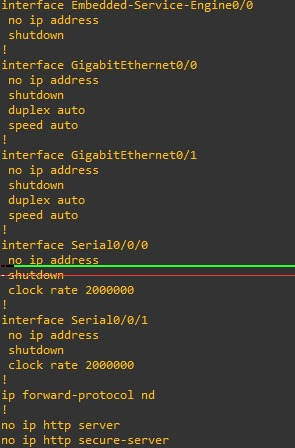 interface Embedded-Service-Engine0/0
 no ip address
 shutdown
!
interface GigabitEthernet0/0
 no ip address
 shutdown
 duplex auto
 speed auto
!
interface GigabitEthernet0/1
 no ip address
 shutdown
 duplex auto
 speed auto
!
interface Serial0/0/0
 no ip address
 shutdown
 clock rate 2000000
!
interface Serial0/0/1
 no ip address
 shutdown
 clock rate 2000000
!
ip forward-protocol nd
!
no ip http server
no ip http secure-server